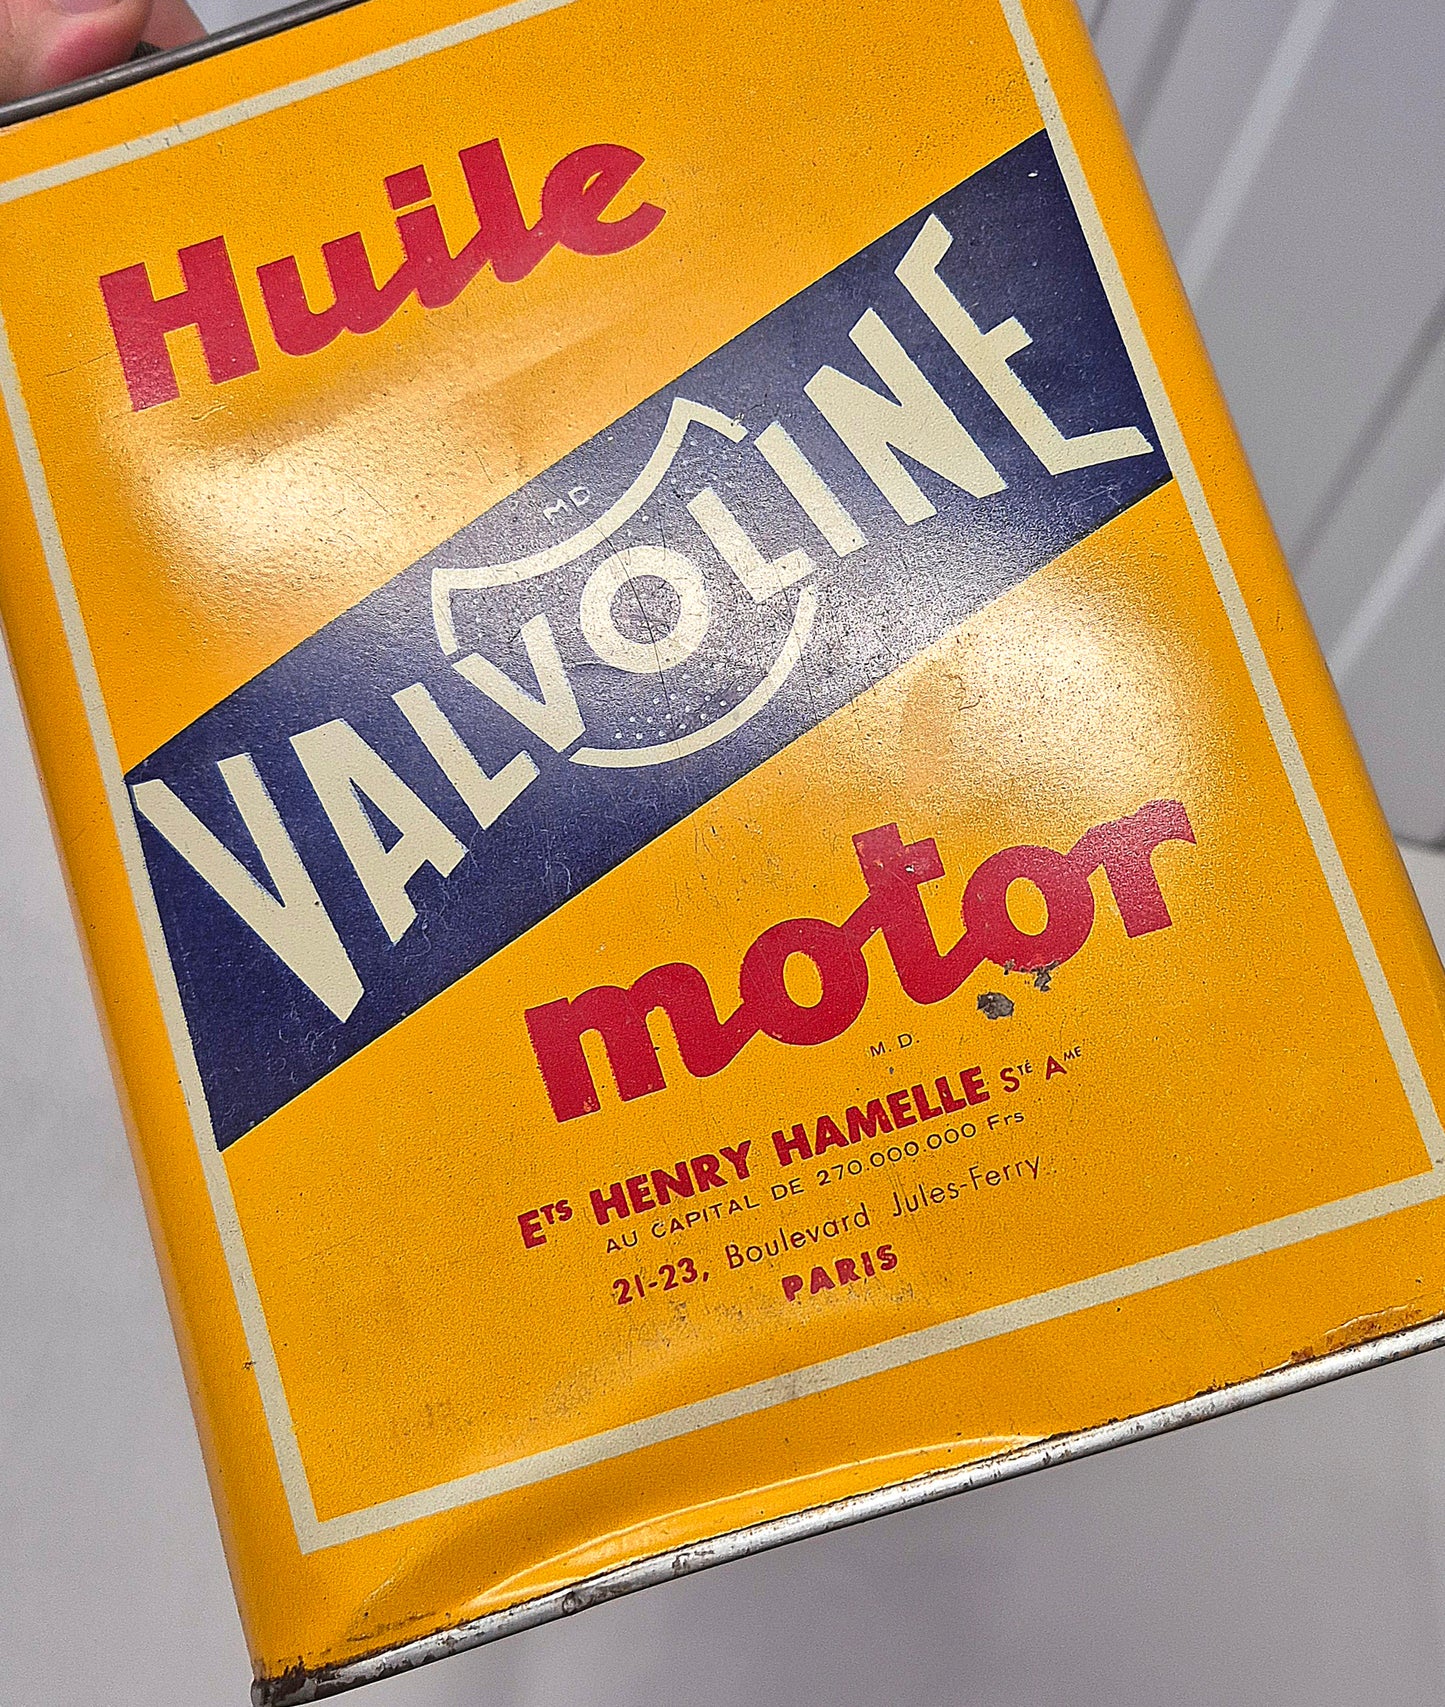 Huile
MD
VALVOLINE
motor
M. D.
Ets HENRY HAMELLE Sté Ame
AU CAPITAL DE 270.000.000 Frs
21-23, Boulevard Jules-Ferry
PARIS